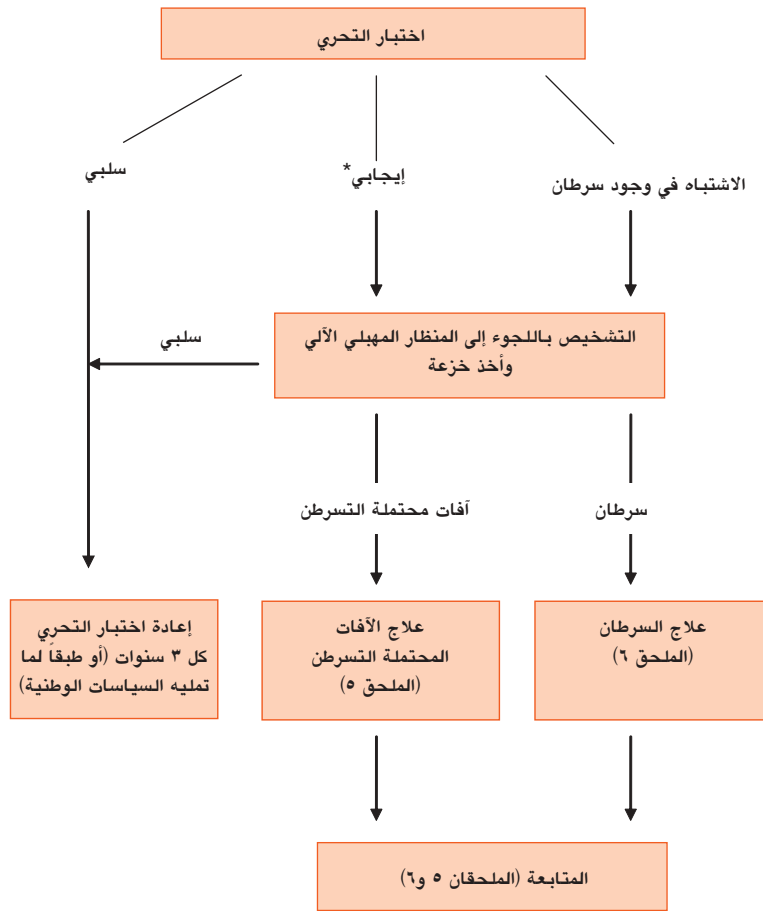 اختبار التحري
الاشتباه في وجود سرطان
إيجابي*
سلبي
التشخيص باللجوء إلى المنظار المهبلي الآلي
وأخذ خزعة
سلبي
سرطان
آفات محتملة التسرطن
علاج السرطان
(الملحق ٦)
علاج الآفات
المحتملة التسرطن
(الملحق ٥)
إعادة اختبار التحري
كل ٣ سنوات (أو طبقاً لما
تمليه السياسات الوطنية)
المتابعة (الملحقان ٥ و٦)